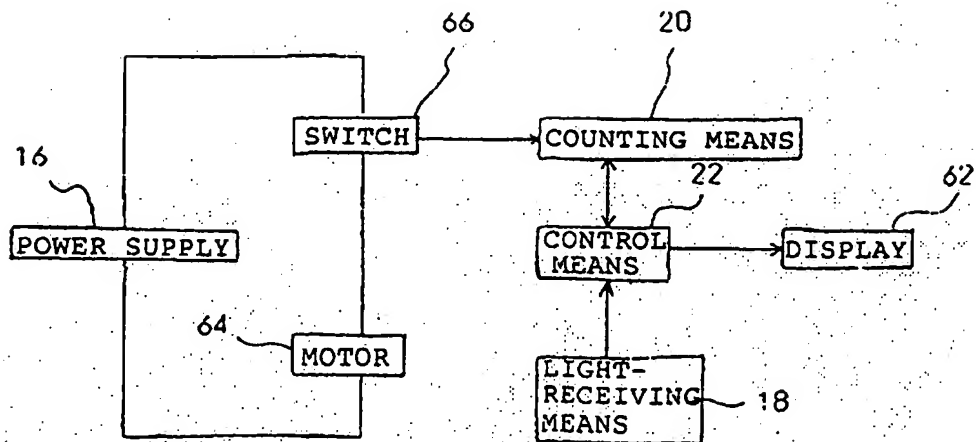 66
20
SWITCH
COUNTING MEANS
16
22
62
POWER SUPPLY
CONTROL
MEANS
DISPLAY
64
MOTOR
LIGHT-
RECEIVING
MEANS
18